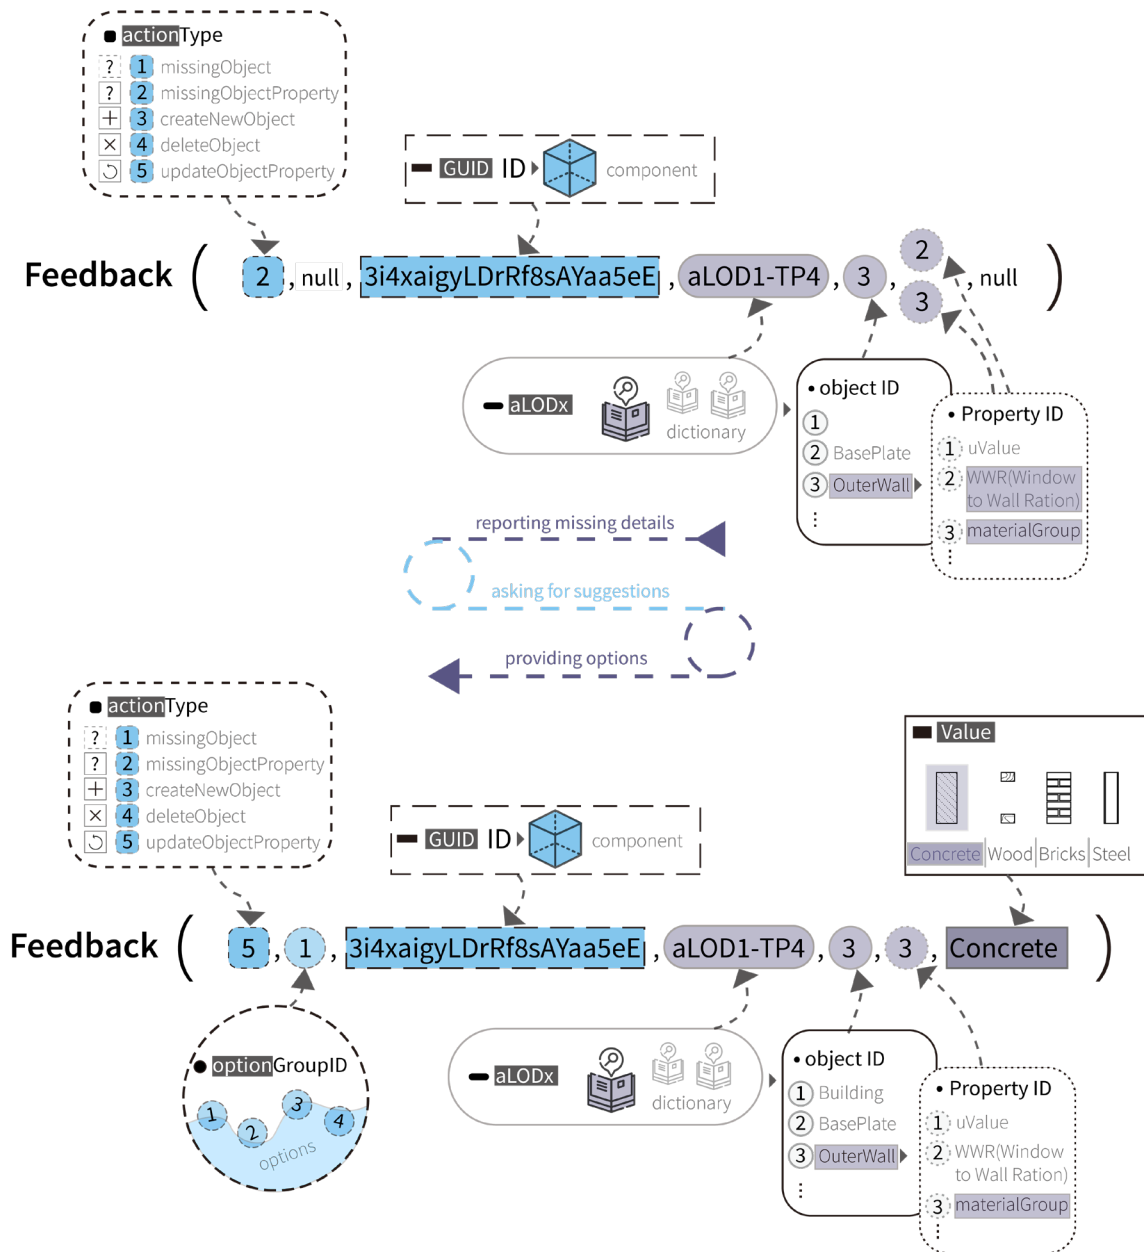 actionType
? 1 missingObject
? 2 missingObjectProperty
+ 3 createNewObject
× 4 deleteObject
5 updateObjectProperty
GUID ID component
Feedback ( 2 , null , 3i4xaigyLDrRf8sAYaa5eE , aLOD1-TP4 , 3 , 2 3 , null )
aLODx
dictionary
• object ID
1
2 BasePlate
3 OuterWall
⋮
• Property ID
1 uValue
2 WWR(Window
to Wall Ration)
3 materialGroup
⋮
reporting missing details
asking for suggestions
providing options
actionType
? 1 missingObject
? 2 missingObjectProperty
+ 3 createNewObject
× 4 deleteObject
5 updateObjectProperty
GUID ID component
Value
Concrete Wood Bricks Steel
Feedback ( 5 , 1 , 3i4xaigyLDrRf8sAYaa5eE , aLOD1-TP4 , 3 , 3 , Concrete )
optionGroupID
1 2 3 4
options
aLODx
dictionary
• object ID
1 Building
2 BasePlate
3 OuterWall
⋮
• Property ID
1 uValue
2 WWR(Window
to Wall Ration)
3 materialGroup
⋮